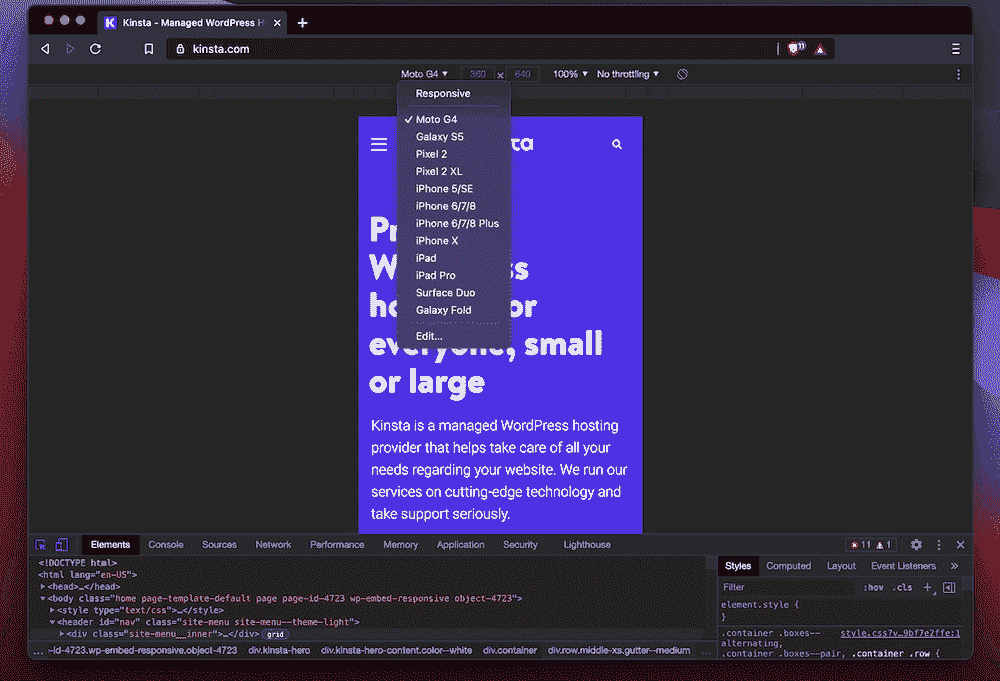 Kinsta - Managed WordPress H
kinsta.com
11
Moto G4 360 × 640 100% No throttling
Responsive
Moto G4
Galaxy S5
Pixel 2
Pixel 2 XL
iPhone 5/SE
iPhone 6/7/8
iPhone 6/7/8 Plus
iPhone X
iPad
iPad Pro
Surface Duo
Galaxy Fold
Edit...
everyone, small
or large
Kinsta is a managed WordPress hosting
provider that helps take care of all your
needs regarding your website. We run our
services on cutting-edge technology and
take support seriously.
Elements Console Sources Network Performance Memory Application Security Lighthouse 11 1
<!DOCTYPE html>
<html lang="en-US">
<head>…</head>
<body class="home page-template-default page page-id-4723 wp-embed-responsive object-4723">
<style type="text/css">…</style>
<header id="nav" class="site-menu site-menu--theme-light">
<div class="site-menu__inner">…</div> grid
... -id-4723.wp-embed-responsive.object-4723 div.kinsta-hero div.kinsta-hero-content.color--white div.container div.row.middle-xs.gutter--medium ...
Styles Computed Layout Event Listeners »
Filter :hov .cls +
element.style {
}
.container .boxes-- style.css?v…9bf7e2ffe:1
alternating,
.container .boxes--pair, .container .row {